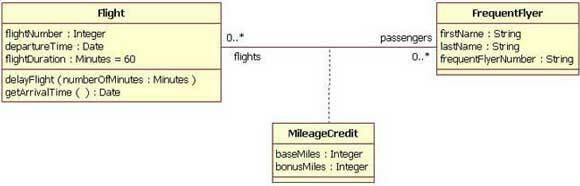 Flight
flightNumber : Integer
departureTime : Date
flightDuration : Minutes = 60
delayFlight ( numberOfMinutes : Minutes )
getArrivalTime ( ) : Date
0..*
flights
passengers
0..*
FrequentFlyer
firstName : String
lastName : String
frequentFlyerNumber : String
MileageCredit
baseMiles : Integer
bonusMiles : Integer